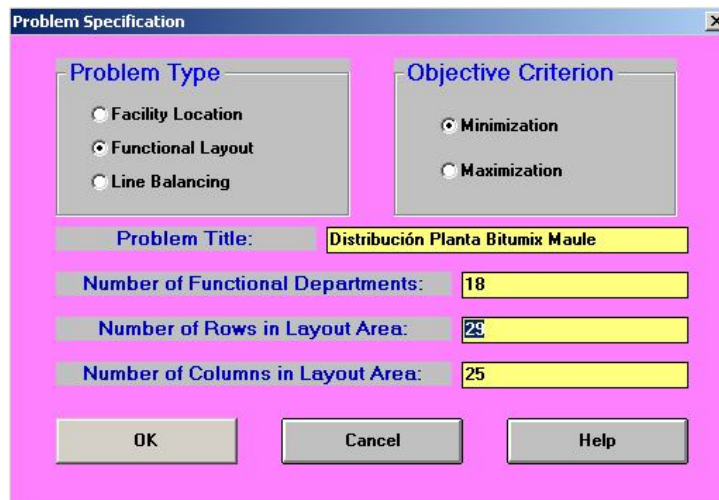 Problem Specification
Problem Type
Facility Location
Functional Layout
Line Balancing
Objective Criterion
Minimization
Maximization
Problem Title: Distribución Planta Bitumix Maule
Number of Functional Departments: 18
Number of Rows in Layout Area: 29
Number of Columns in Layout Area: 25
OK Cancel Help